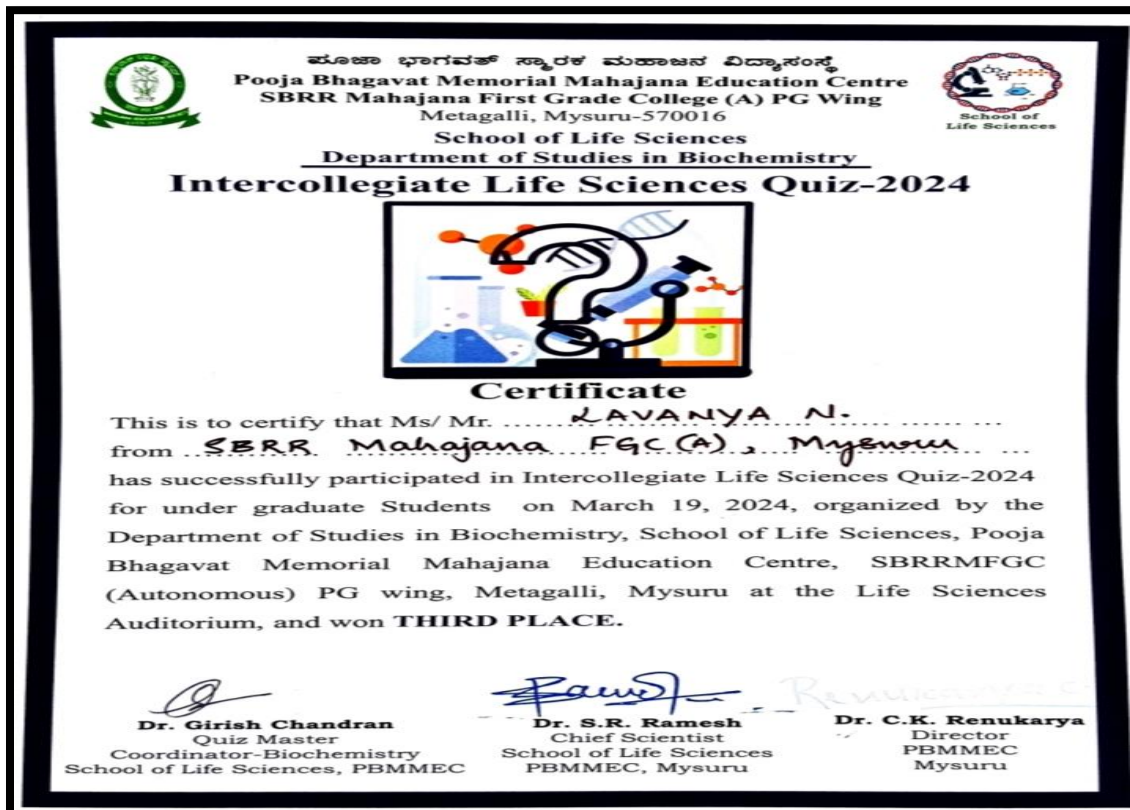 ಪೂಜಾ ಭಾಗವತ್ ಸ್ಮಾರಕ ಮಹಾಜನ ವಿದ್ಯಾಸಂಸ್ಥೆ
Pooja Bhagavat Memorial Mahajana Education Centre
SBRR Mahajana First Grade College (A) PG Wing
Metagalli, Mysuru-570016
School of
Life Sciences
School of Life Sciences
Department of Studies in Biochemistry
Intercollegiate Life Sciences Quiz-2024
Certificate
This is to certify that Ms/ Mr. ..... LAVANYA N. ...... ...... ...
from ..SBRR Mahajana FGC (A), Mysuru ...
has successfully participated in Intercollegiate Life Sciences Quiz-2024
for under graduate Students on March 19, 2024, organized by the
Department of Studies in Biochemistry, School of Life Sciences, Pooja
Bhagavat Memorial Mahajana Education Centre, SBRRMFGC
(Autonomous) PG wing, Metagalli, Mysuru at the Life Sciences
Auditorium, and won THIRD PLACE.
Dr. Girish Chandran
Quiz Master
Coordinator-Biochemistry
School of Life Sciences, PBMMEC
Dr. S.R. Ramesh
Chief Scientist
School of Life Sciences
PBMMEC, Mysuru
Dr. C.K. Renukarya
Director
PBMMEC
Mysuru